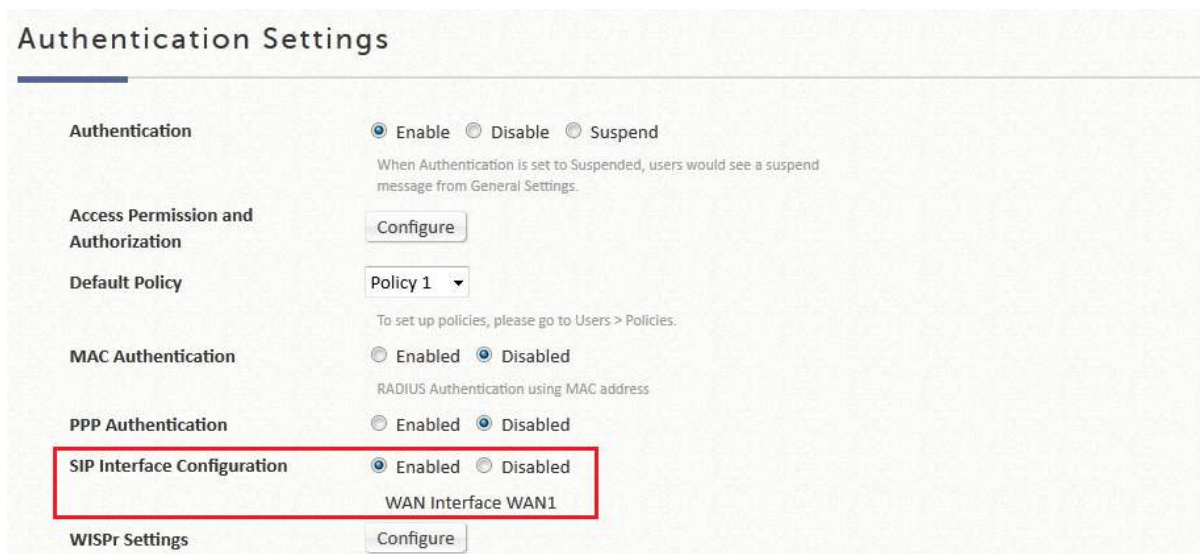 Authentication Settings
Authentication
Enable Disable Suspend
When Authentication is set to Suspended, users would see a suspend
message from General Settings.
Access Permission and
Authorization
Configure
Default Policy
Policy 1
To set up policies, please go to Users > Policies.
MAC Authentication
Enabled Disabled
RADIUS Authentication using MAC address
PPP Authentication
Enabled Disabled
SIP Interface Configuration
Enabled Disabled
WAN Interface WAN1
WISPr Settings
Configure